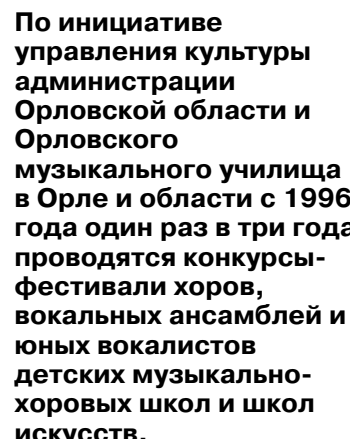 По инициативе
управления культуры
администрации
Орловской области и
Орловского
музыкального училища
в Орле и области с 1996
года один раз в три года
проводятся конкурсы-
фестивали хоров,
вокальных ансамблей и
юных вокалистов
детских музыкально-
хоровых школ и школ
искусств.